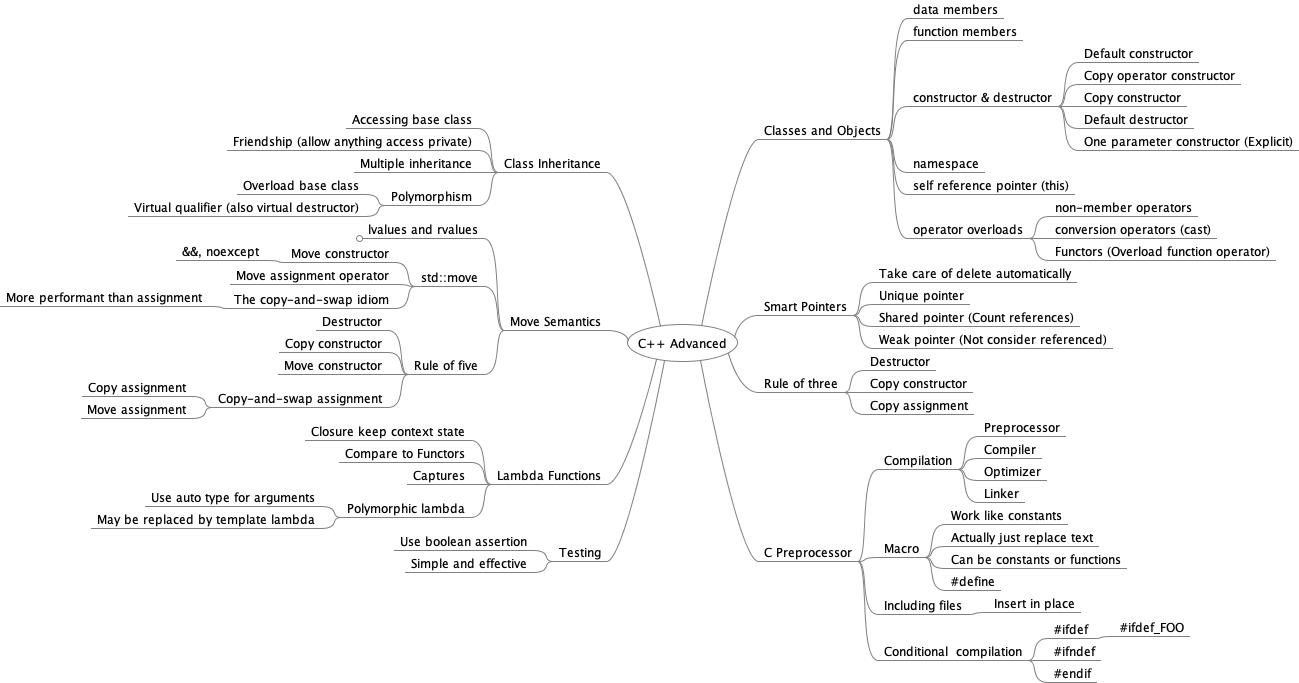 C++ Advanced
Classes and Objects
data members
function members
constructor & destructor
Default constructor
Copy operator constructor
Copy constructor
Default destructor
One parameter constructor (Explicit)
namespace
self reference pointer (this)
operator overloads
non-member operators
conversion operators (cast)
Functors (Overload function operator)
Smart Pointers
Take care of delete automatically
Unique pointer
Shared pointer (Count references)
Weak pointer (Not consider referenced)
Rule of three
Destructor
Copy constructor
Copy assignment
C Preprocessor
Compilation
Preprocessor
Compiler
Optimizer
Linker
Macro
Work like constants
Actually just replace text
Can be constants or functions
#define
Including files
Insert in place
Conditional  compilation
#ifdef
#ifdef_FOO
#ifndef
#endif
Class Inheritance
Accessing base class
Friendship (allow anything access private)
Multiple inheritance
Polymorphism
Overload base class
Virtual qualifier (also virtual destructor)
Move Semantics
lvalues and rvalues
std::move
Move constructor
&&, noexcept
Move assignment operator
The copy-and-swap idiom
More performant than assignment
Rule of five
Destructor
Copy constructor
Move constructor
Copy-and-swap assignment
Copy assignment
Move assignment
Lambda Functions
Closure keep context state
Compare to Functors
Captures
Polymorphic lambda
Use auto type for arguments
May be replaced by template lambda
Testing
Use boolean assertion
Simple and effective